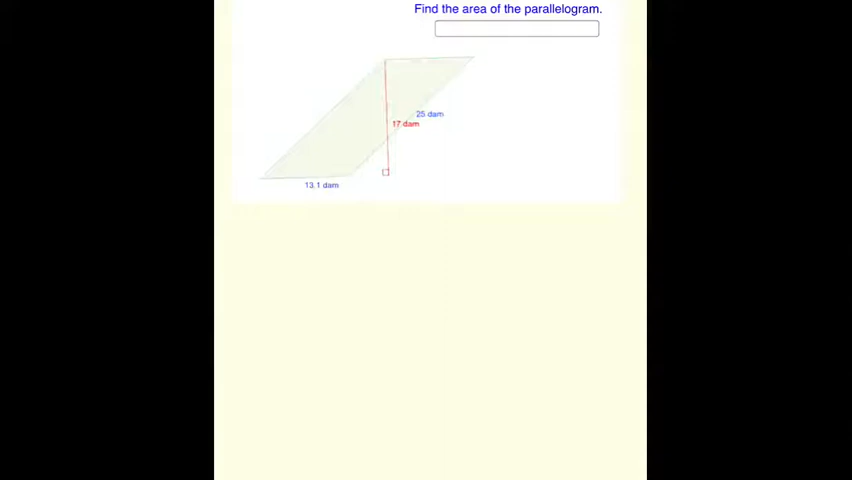 Find the area of the parallelogram.
25 dam
17 dam
13.1 dam